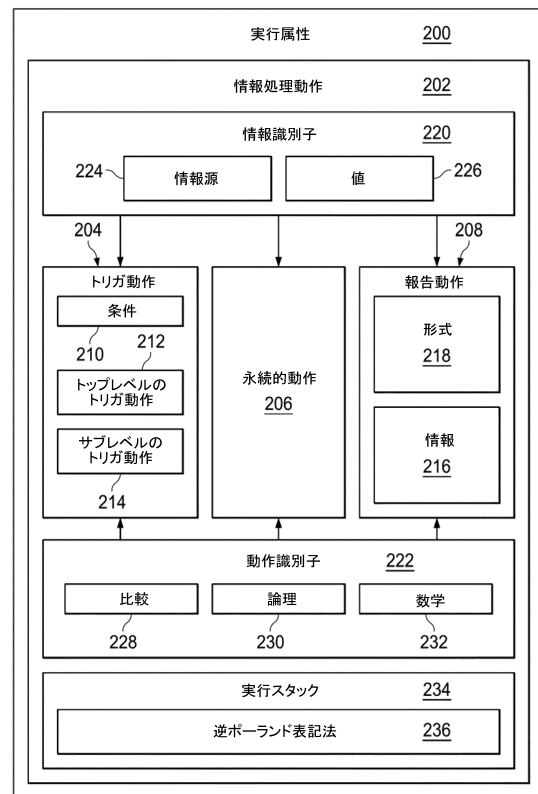 実行属性 200
情報処理動作 202
情報識別子 220
224 情報源 値 226
204 208
トリガ動作
条件
210 212
トップレベルの
トリガ動作
サブレベルの
トリガ動作
214
永続的動作
206
報告動作
形式
218
情報
216
動作識別子 222
比較 論理 数学
228 230 232
実行スタック 234
逆ポーランド表記法 236